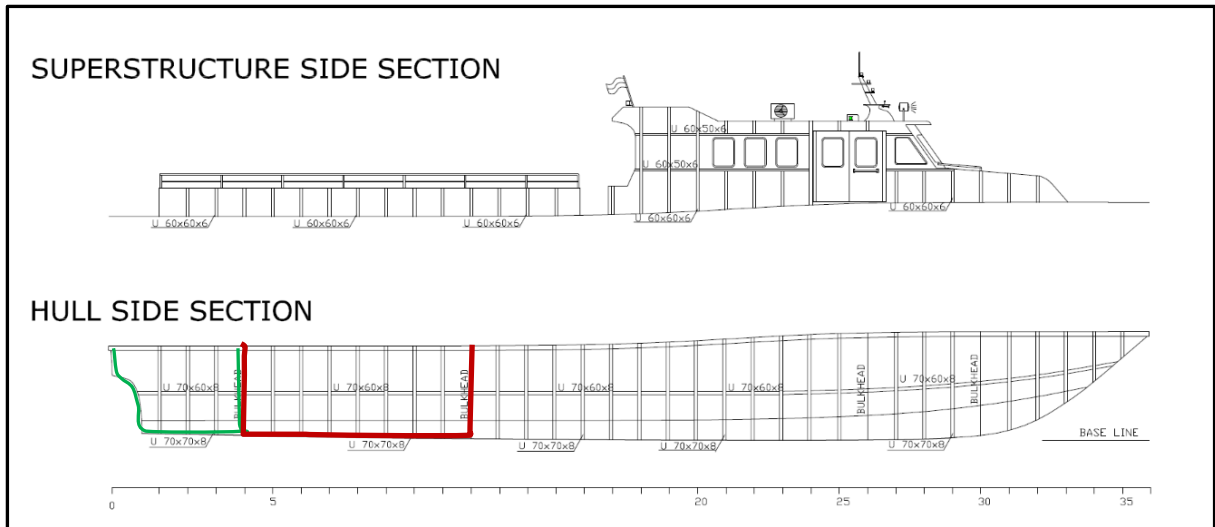 SUPERSTRUCTURE SIDE SECTION
U 60x50x6
U 60x50x6
U 60x60x6
U 60x60x6
U 60x60x6
U 60x60x6
U 60x60x6
HULL SIDE SECTION
U 70x60x8
BULKHEAD
U 70x60x8
BULKHEAD
U 70x60x8
U 70x60x8
BULKHEAD
U 70x60x8
BULKHEAD
U 70x70x8
U 70x70x8
U 70x70x8
U 70x70x8
U 70x70x8
BASE LINE
0 5 20 25 30 35